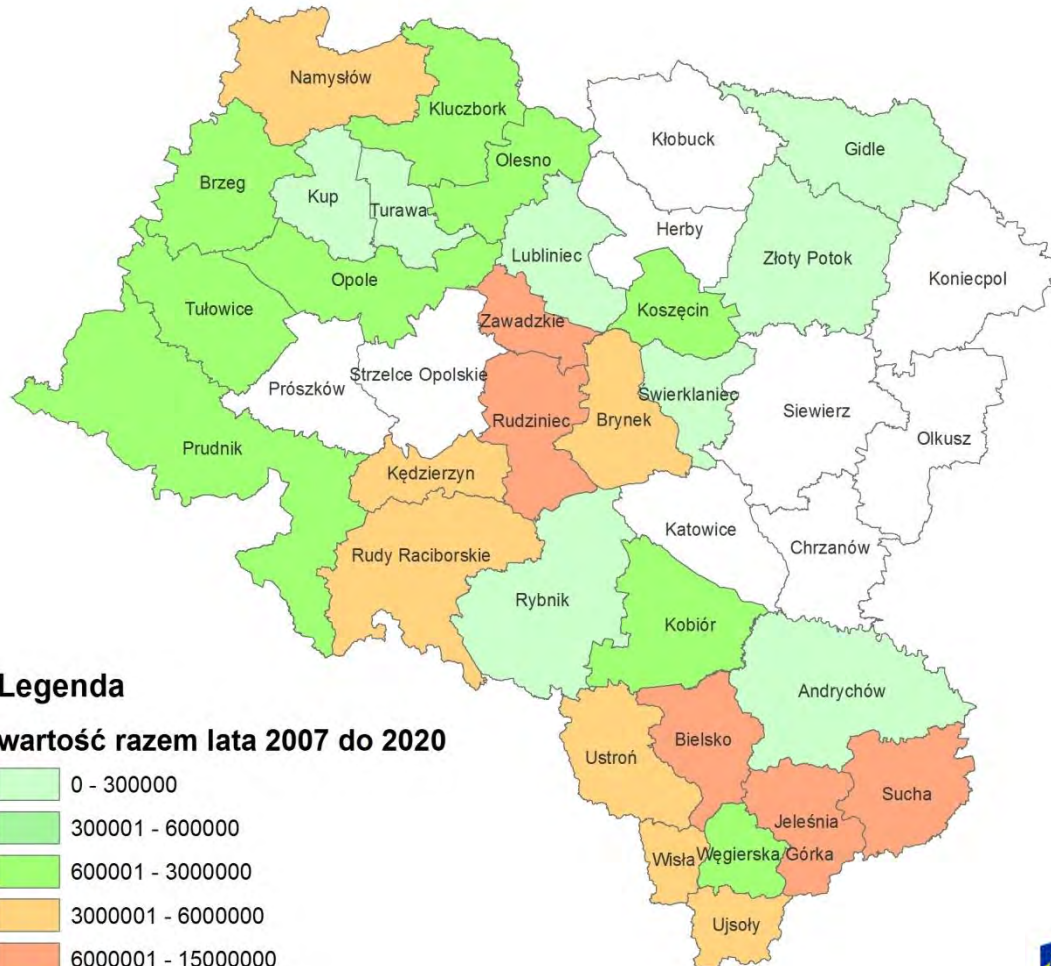 Namysłów
Kluczbork
Kłobuck
Gidle
Olesno
Brzeg
Kup
Turawa
Herby
Lubliniec
Złoty Potok
Koniecpol
Opole
Tułowice
Koszęcin
Zawadzkie
Strzelce Opolskie
Prószków
Świerklaniec
Siewierz
Rudziniec
Brynek
Olkusz
Prudnik
Kędzierzyn
Katowice
Chrzanów
Rudy Raciborskie
Rybnik
Kobiór
Andrychów
Bielsko
Ustroń
Sucha
Jeleśnia
Wisła
Węgierska Górka
Ujsoły
Legenda
wartość razem lata 2007 do 2020
0 - 300000
300001 - 600000
600001 - 3000000
3000001 - 6000000
6000001 - 15000000